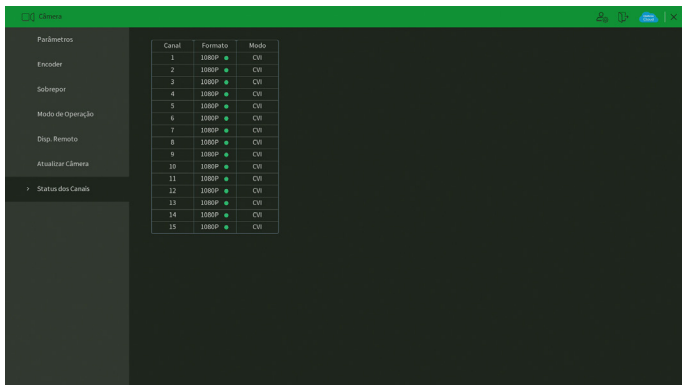 Câmera
Parâmetros
Encoder
Sobrepor
Modo de Operação
Disp. Remoto
Atualizar Câmera
> Status dos Canais
Canal Formato Modo
1 1080P CVI
2 1080P CVI
3 1080P CVI
4 1080P CVI
5 1080P CVI
6 1080P CVI
7 1080P CVI
8 1080P CVI
9 1080P CVI
10 1080P CVI
11 1080P CVI
12 1080P CVI
13 1080P CVI
14 1080P CVI
15 1080P CVI